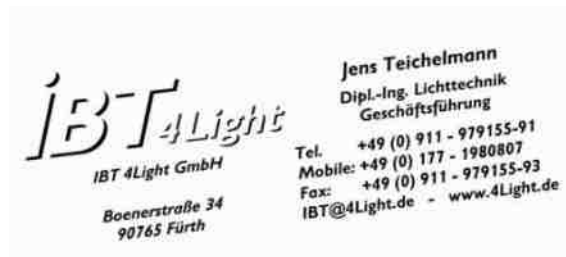 iBT 4Light
IBT 4Light GmbH
Boenerstraße 34
90765 Fürth
Jens Teichelmann
Dipl.-Ing. Lichttechnik
Geschäftsführung
Tel. +49 (0) 911 - 979155-91
Mobile: +49 (0) 177 - 1980807
Fax: +49 (0) 911 - 979155-93
IBT@4Light.de - www.4Light.de